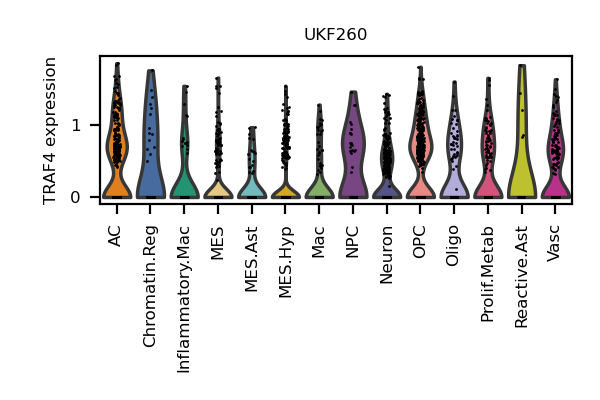 UKF260
TRAF4 expression
1
0
AC
Chromatin.Reg
Inflammatory.Mac
MES
MES.Ast
MES.Hyp
Mac
NPC
Neuron
OPC
Oligo
Prolif.Metab
Reactive.Ast
Vasc